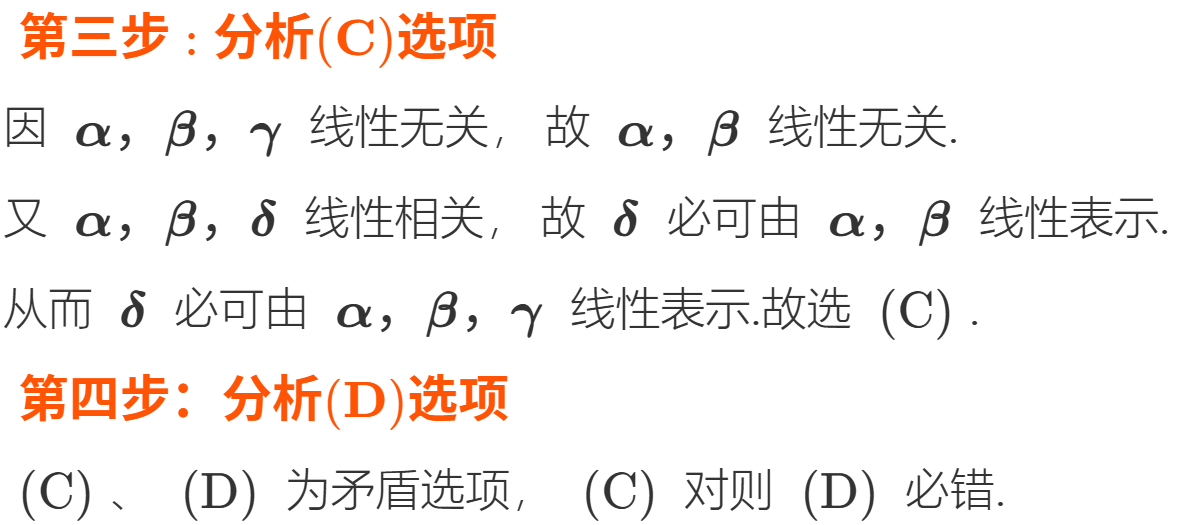 第三步 : 分析(C)选项
因 α，β，γ 线性无关， 故 α，β 线性无关.
又 α，β，δ 线性相关， 故 δ 必可由 α，β 线性表示.
从而 δ 必可由 α，β，γ 线性表示.故选 (C) .
第四步：分析(D)选项
(C) 、 (D) 为矛盾选项， (C) 对则 (D) 必错.